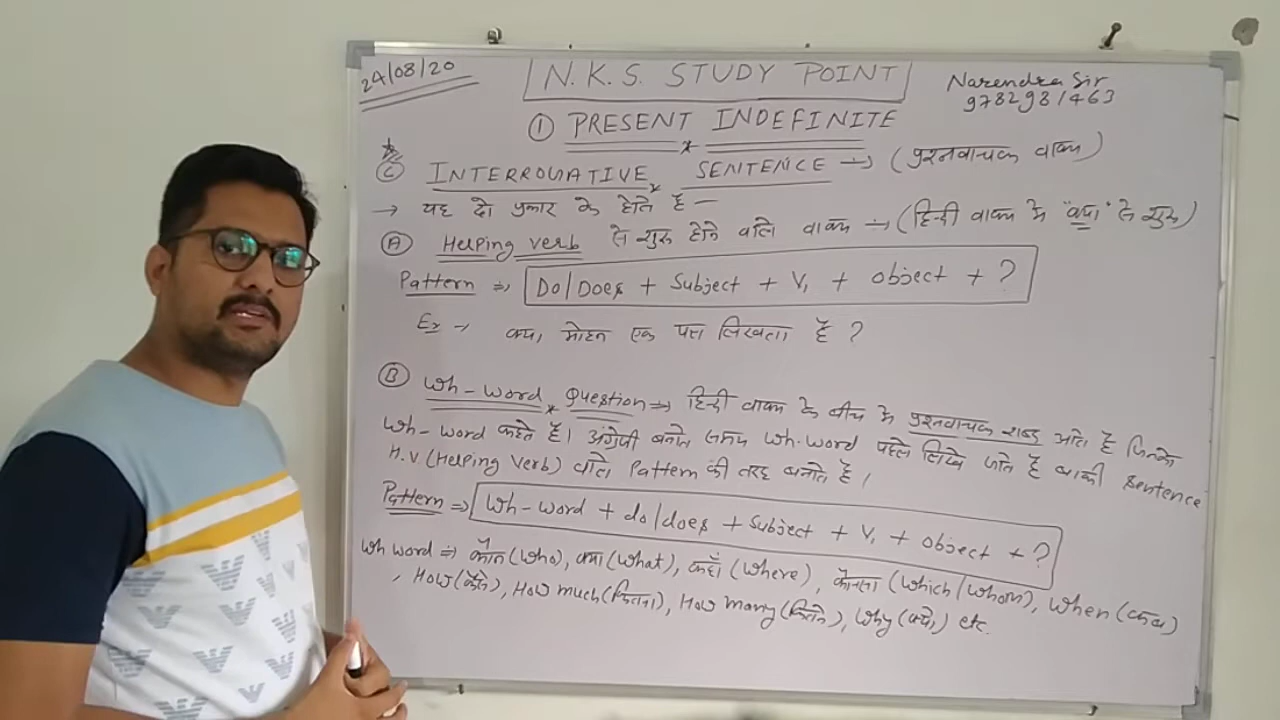 24/08/20
N.K.S. STUDY POINT
Narendra Sir
9782981463
① PRESENT INDEFINITE
Ⓒ INTERROGATIVE SENTENCE → (प्रश्नवाचक वाक्य)
→ यह दो प्रकार के होते हैं —
Ⓐ Helping verb से शुरू होने वाले वाक्य → (हिन्दी वाक्य में "क्या" से शुरू)
Pattern ⇒ Do/Does + Subject + V₁ + object + ?
Ex → क्या मोहन एक पत्र लिखता है ?
Ⓑ Wh-word Question ⇒ हिन्दी वाक्य के बीच में प्रश्नवाचक शब्द आते हैं जिनको
Wh-word कहते हैं। अंग्रेजी बनाते समय Wh-word पहले लिखे जाते हैं बाकी sentence
H.V (Helping Verb) वाले Pattern की तरह बनाते हैं।
Pattern ⇒ Wh-word + do/does + subject + V₁ + object + ?
Wh word ⇒ कौन (Who), क्या (What), कहाँ (Where), कौनसा (Which/Whom), When (कब)
, How (कैसे), How much (कितना), How many (कितने), Why (क्यों) etc.